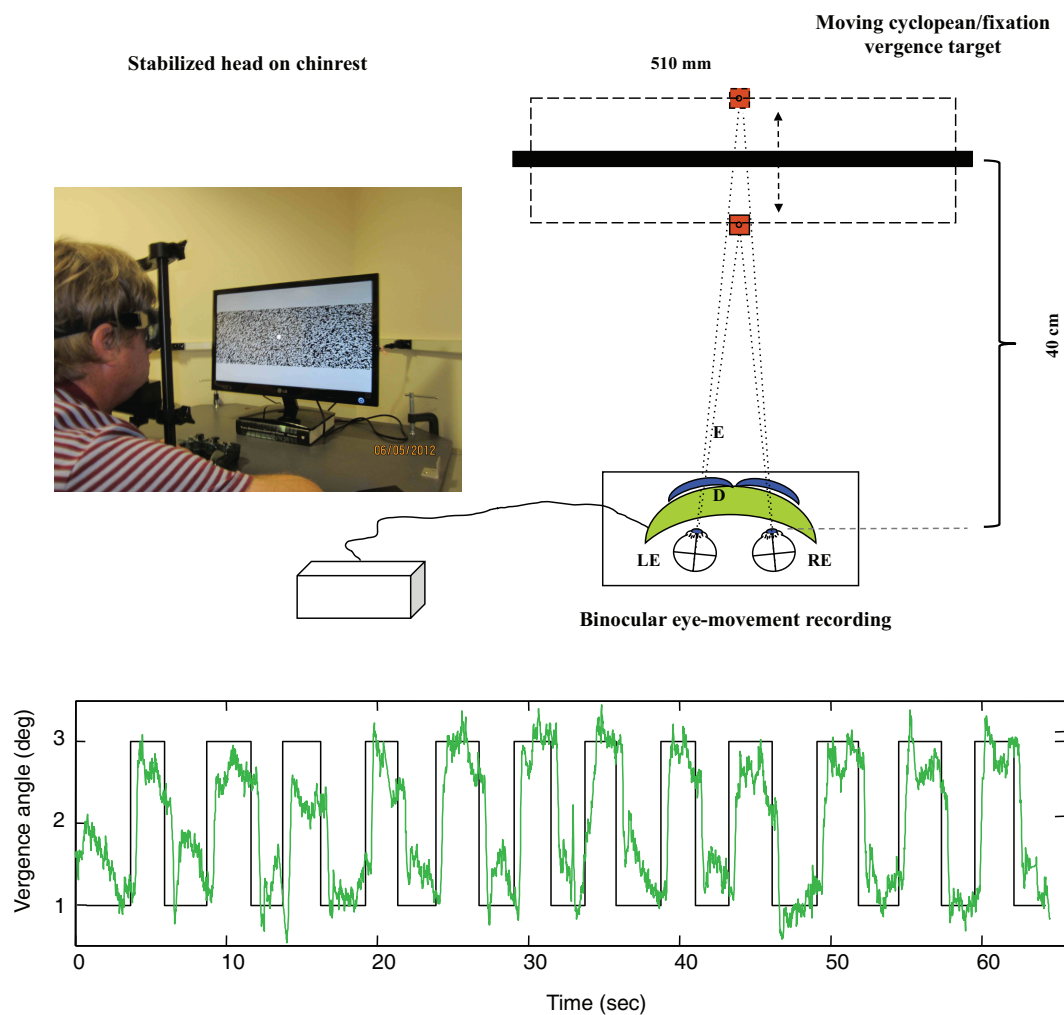 Moving cyclopean/fixation
vergence target
Stabilized head on chinrest
510 mm
40 cm
06/05/2012
E
D
LE
RE
Binocular eye-movement recording
Vergence angle (deg)
3
2
1
0 10 20 30 40 50 60
Time (sec)